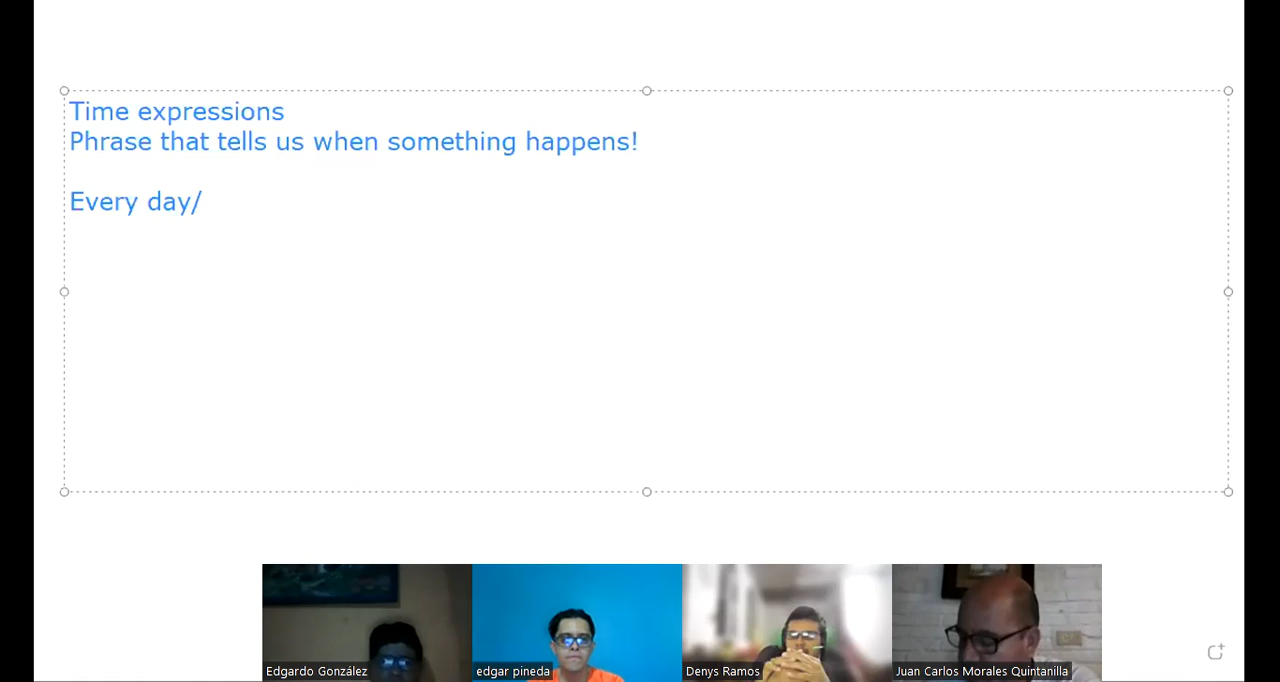 Time expressions
Phrase that tells us when something happens!
Every day/
Edgardo González
edgar pineda
Denys Ramos
Juan Carlos Morales Quintanilla